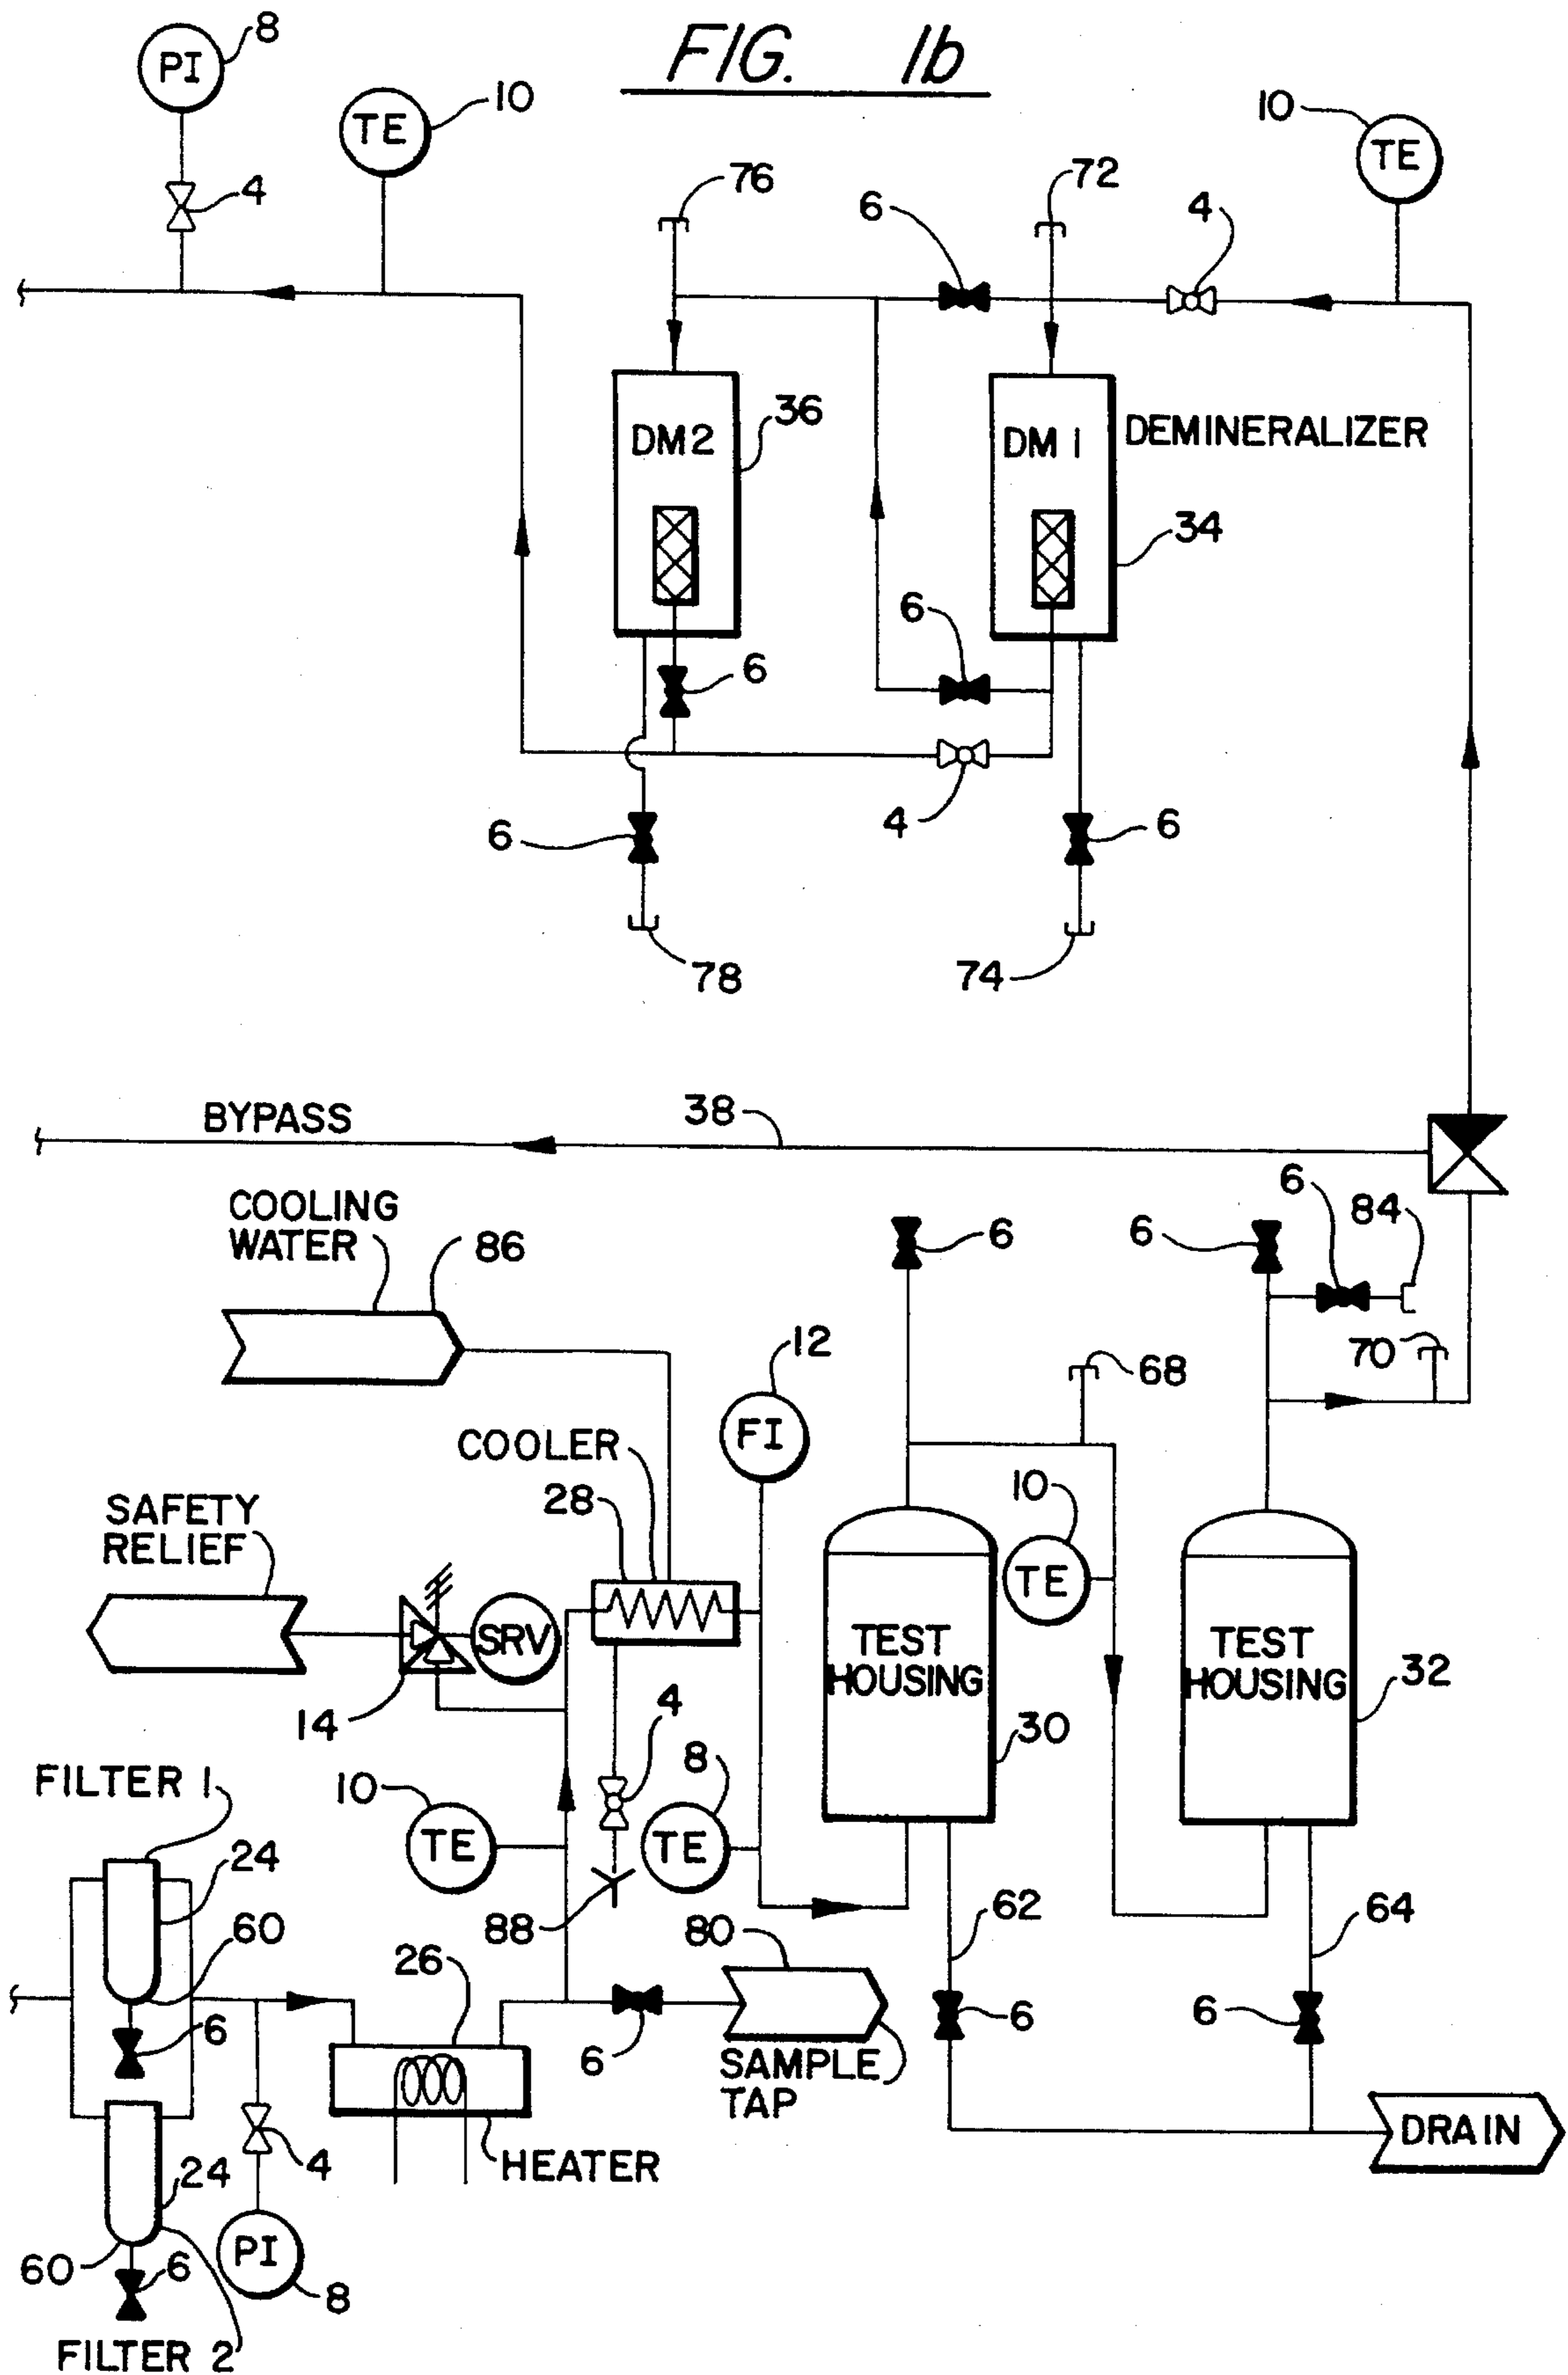 FIG. 1b
8
PI
4
10
TE
76
6
72
4
10
TE
DM2
36
DM 1
DEMINERALIZER
34
6
6
4
6
6
78
74
BYPASS
38
COOLING
WATER
86
6
6
6
84
70
68
12
FI
COOLER
28
10
TE
SAFETY
RELIEF
SRV
14
TEST
HOUSING
30
TEST
HOUSING
32
4
8
TE
10
TE
88
FILTER 1
24
60
6
26
6
80
SAMPLE
TAP
62
6
64
6
HEATER
4
24
60
6
PI
8
FILTER 2
DRAIN